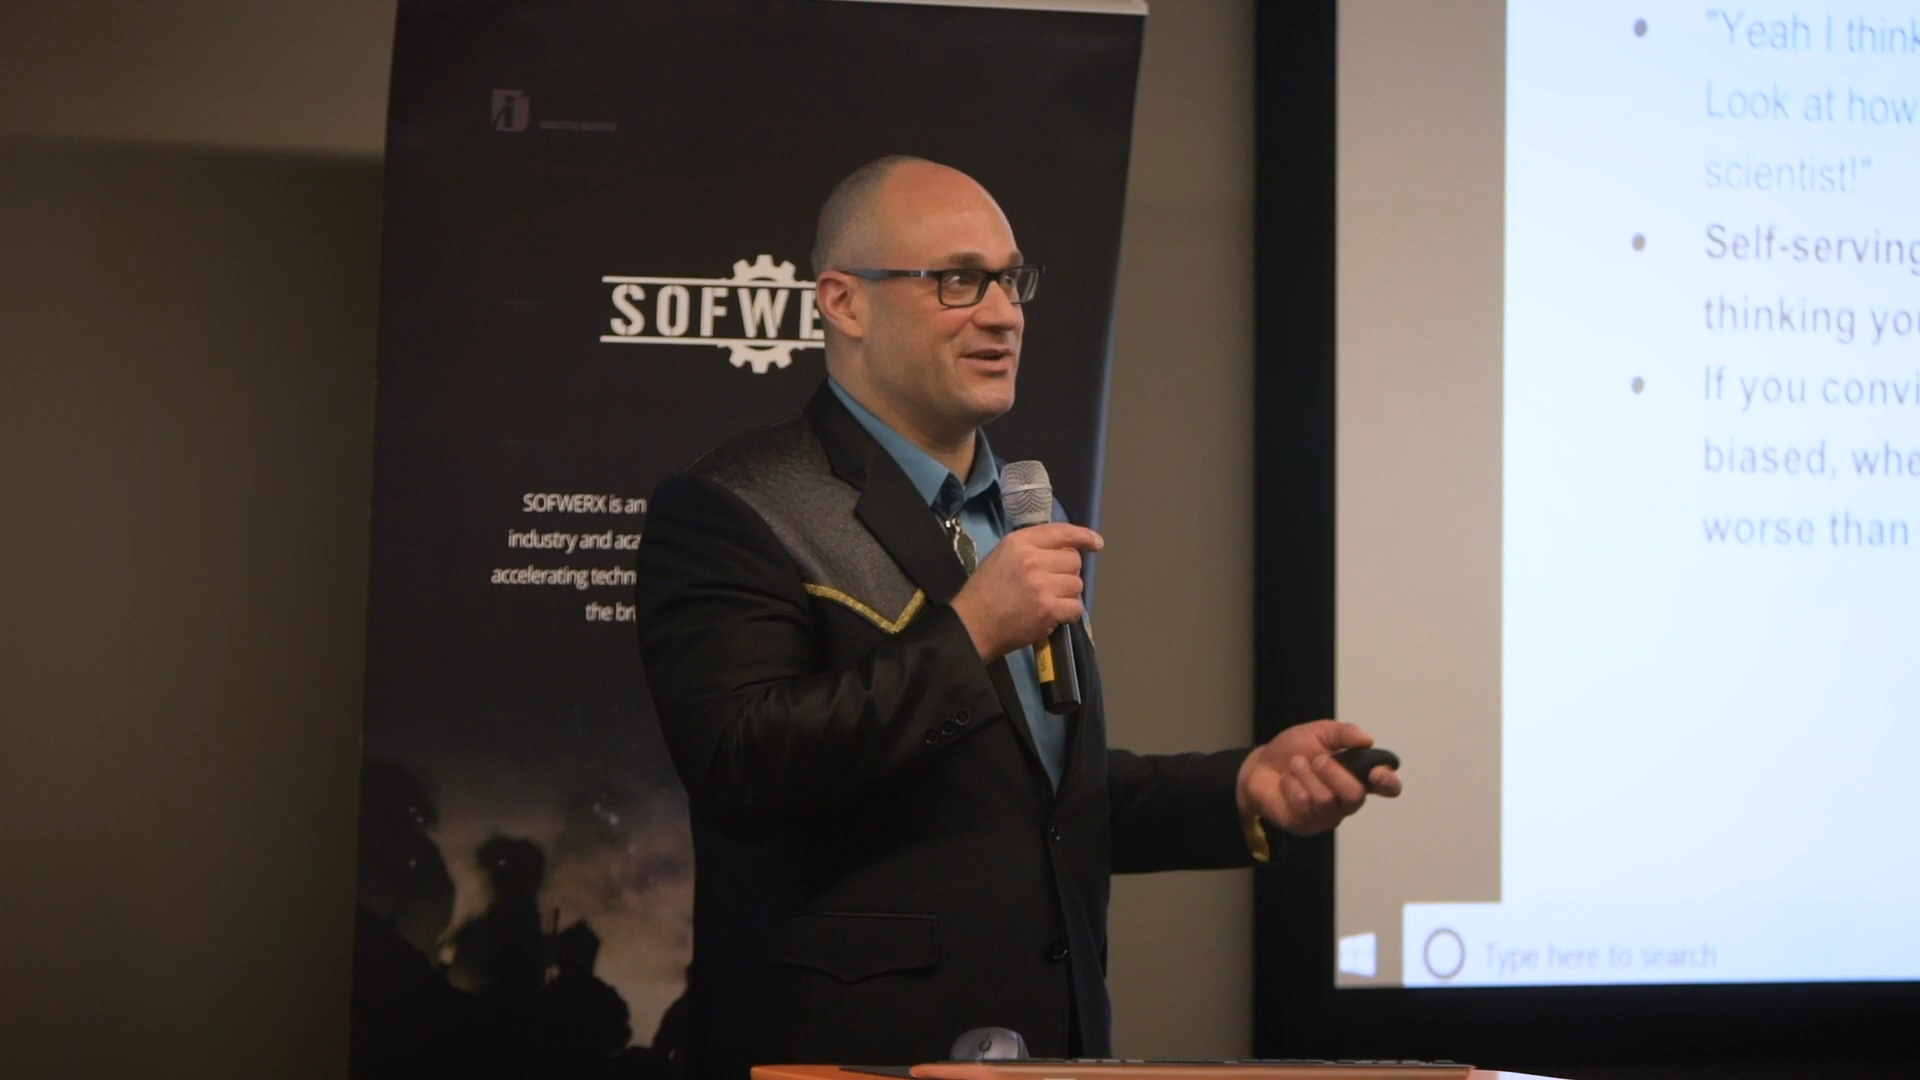 SOFWE
SOFWERX is an
industry and aca
accelerating techn
the bri
"Yeah I think
Look at how
scientist!"
Self-serving
thinking yo
If you convi
biased, whe
worse than
Type here to search